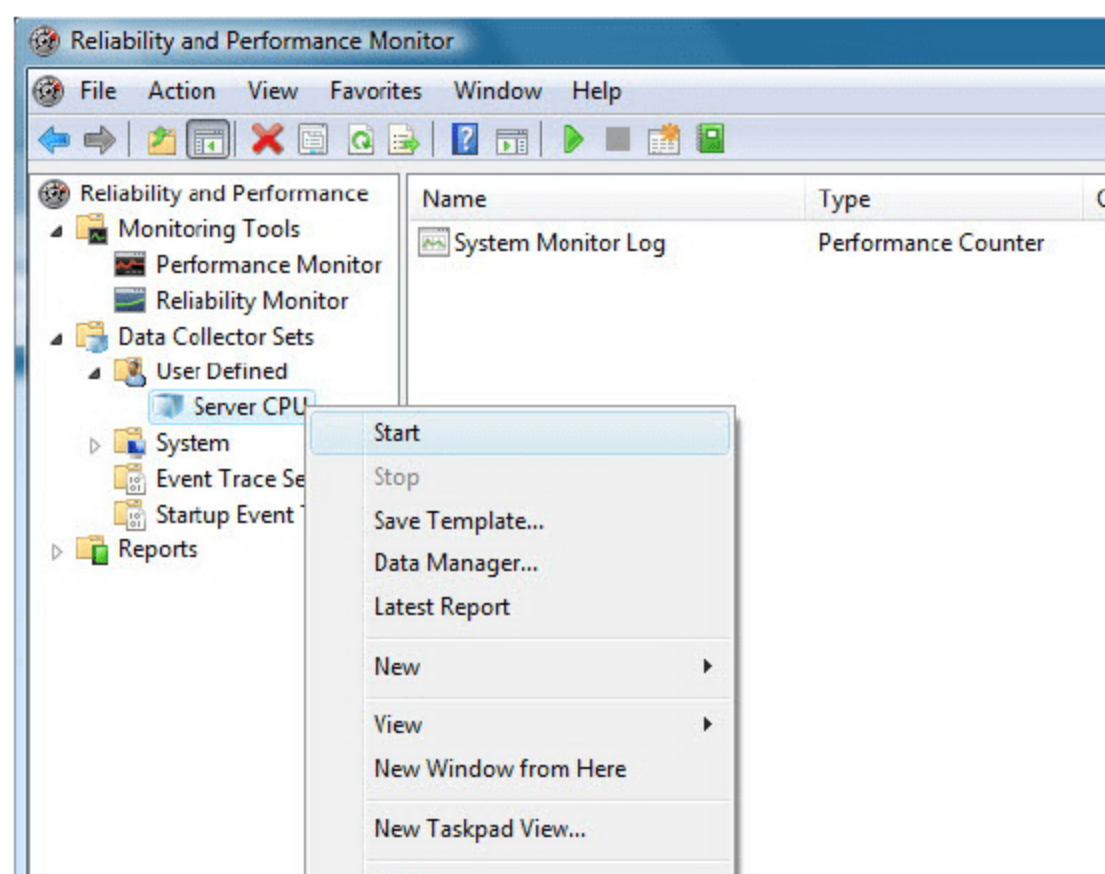 Reliability and Performance Monitor
File Action View Favorites Window Help
Reliability and Performance
Monitoring Tools
Performance Monitor
Reliability Monitor
Data Collector Sets
User Defined
Server CPU
System
Event Trace Se
Startup Event
Reports
Name Type
System Monitor Log Performance Counter
Start
Stop
Save Template...
Data Manager...
Latest Report
New
View
New Window from Here
New Taskpad View...